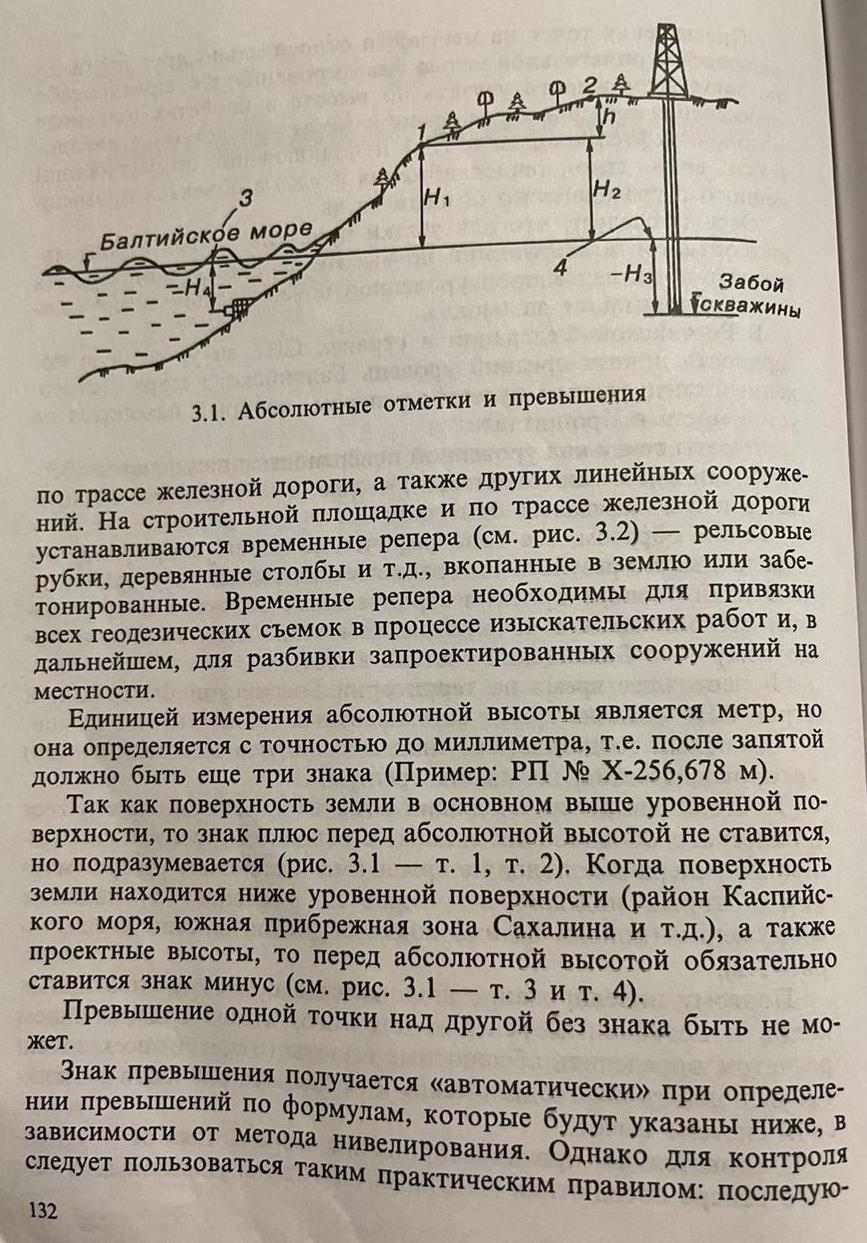 2
1
h
H₁
H₂
3
Балтийское море
4
-H₃
-H₄
Забой
скважины
3.1. Абсолютные отметки и превышения
по трассе железной дороги, а также других линейных сооруже-
ний. На строительной площадке и по трассе железной дороги
устанавливаются временные репера (см. рис. 3.2) — рельсовые
рубки, деревянные столбы и т.д., вкопанные в землю или забе-
тонированные. Временные репера необходимы для привязки
всех геодезических съемок в процессе изыскательских работ и, в
дальнейшем, для разбивки запроектированных сооружений на
местности.
Единицей измерения абсолютной высоты является метр, но
она определяется с точностью до миллиметра, т.е. после запятой
должно быть еще три знака (Пример: РП № X-256,678 м).
Так как поверхность земли в основном выше уровенной по-
верхности, то знак плюс перед абсолютной высотой не ставится,
но подразумевается (рис. 3.1 — т. 1, т. 2). Когда поверхность
земли находится ниже уровенной поверхности (район Каспийс-
кого моря, южная прибрежная зона Сахалина и т.д.), а также
проектные высоты, то перед абсолютной высотой обязательно
ставится знак минус (см. рис. 3.1 — т. 3 и т. 4).
Превышение одной точки над другой без знака быть не мо-
жет.
Знак превышения получается «автоматически» при определе-
нии превышений по формулам, которые будут указаны ниже, в
зависимости от метода нивелирования. Однако для контроля
следует пользоваться таким практическим правилом: последую-
132